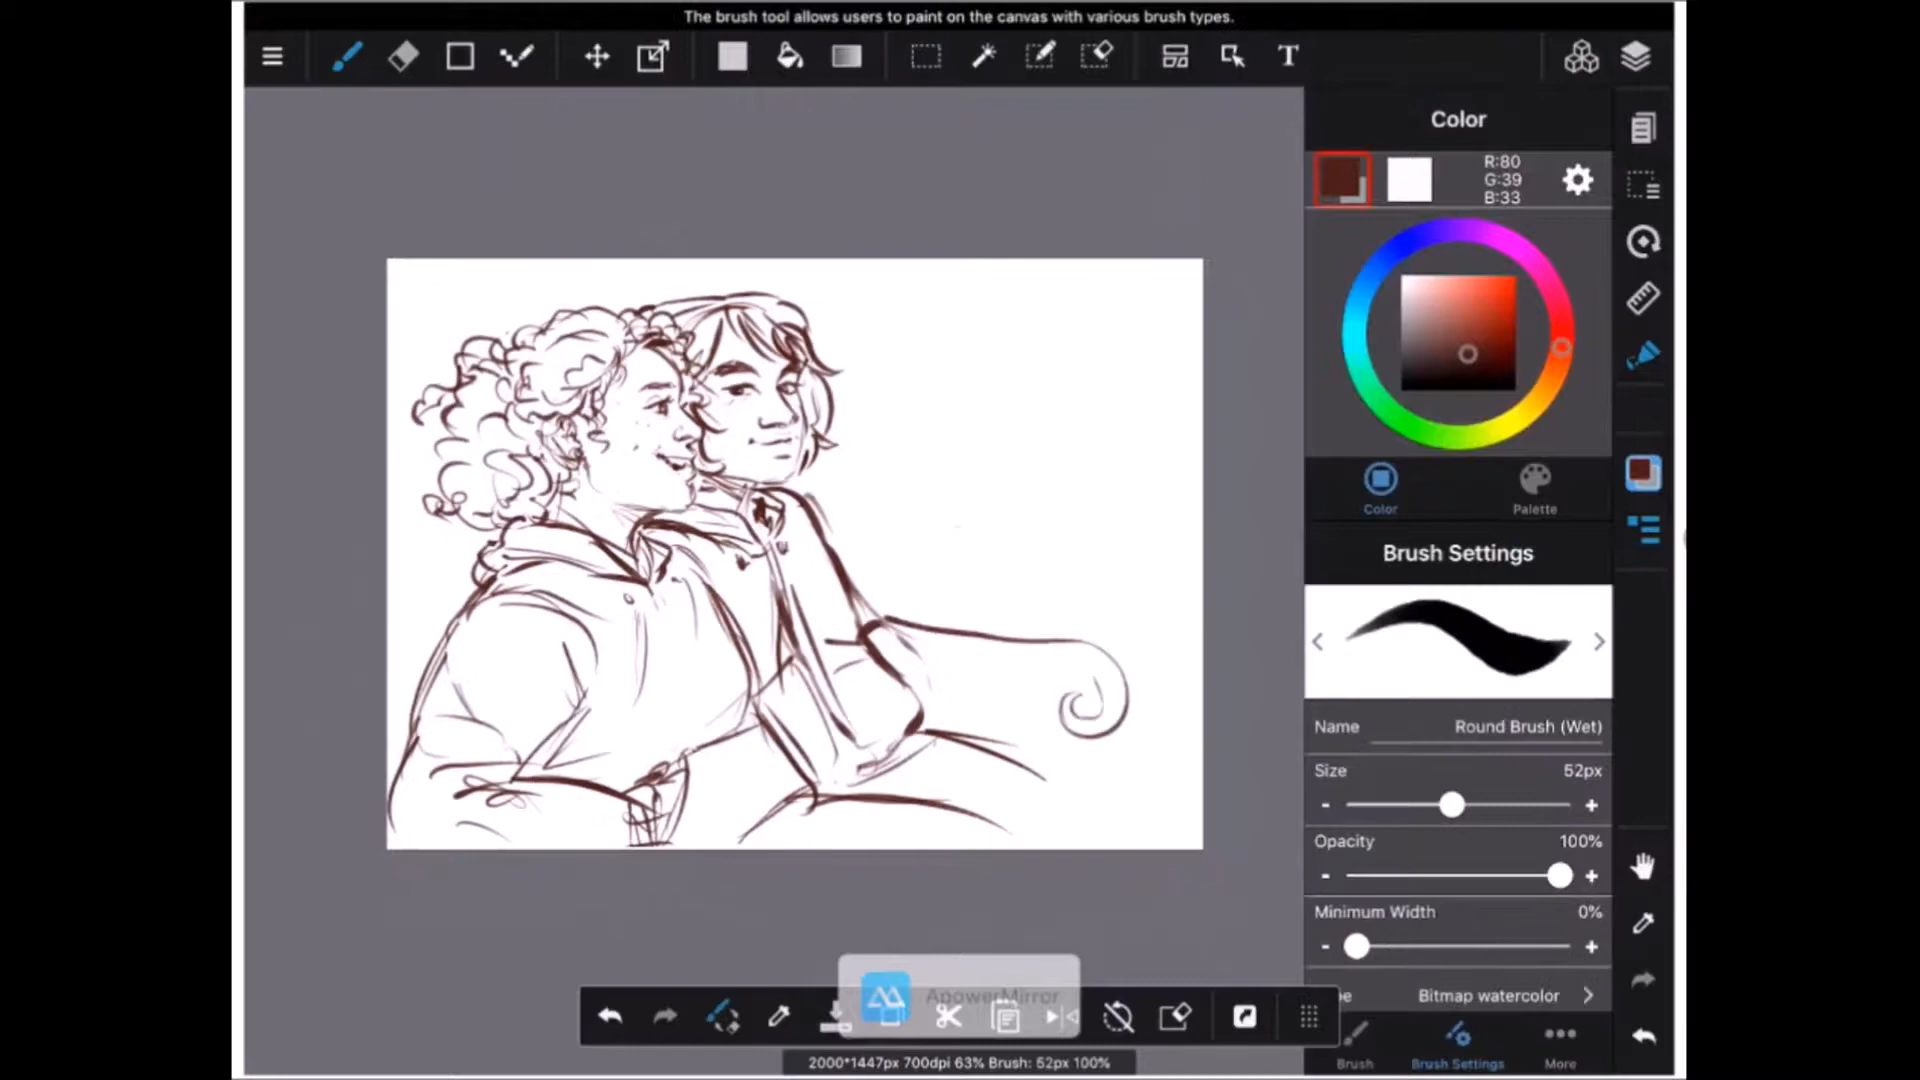 The brush tool allows users to paint on the canvas with various brush types.
T
Color
R:80
G:39
B:33
Color
Palette
Brush Settings
Name
Round Brush (Wet)
Size
52px
-
+
Opacity
100%
-
+
Minimum Width
0%
-
+
pe
Bitmap watercolor
ApowerMirror
Brush
Brush Settings
More
2000*1447px 700dpi 63% Brush: 52px 100%